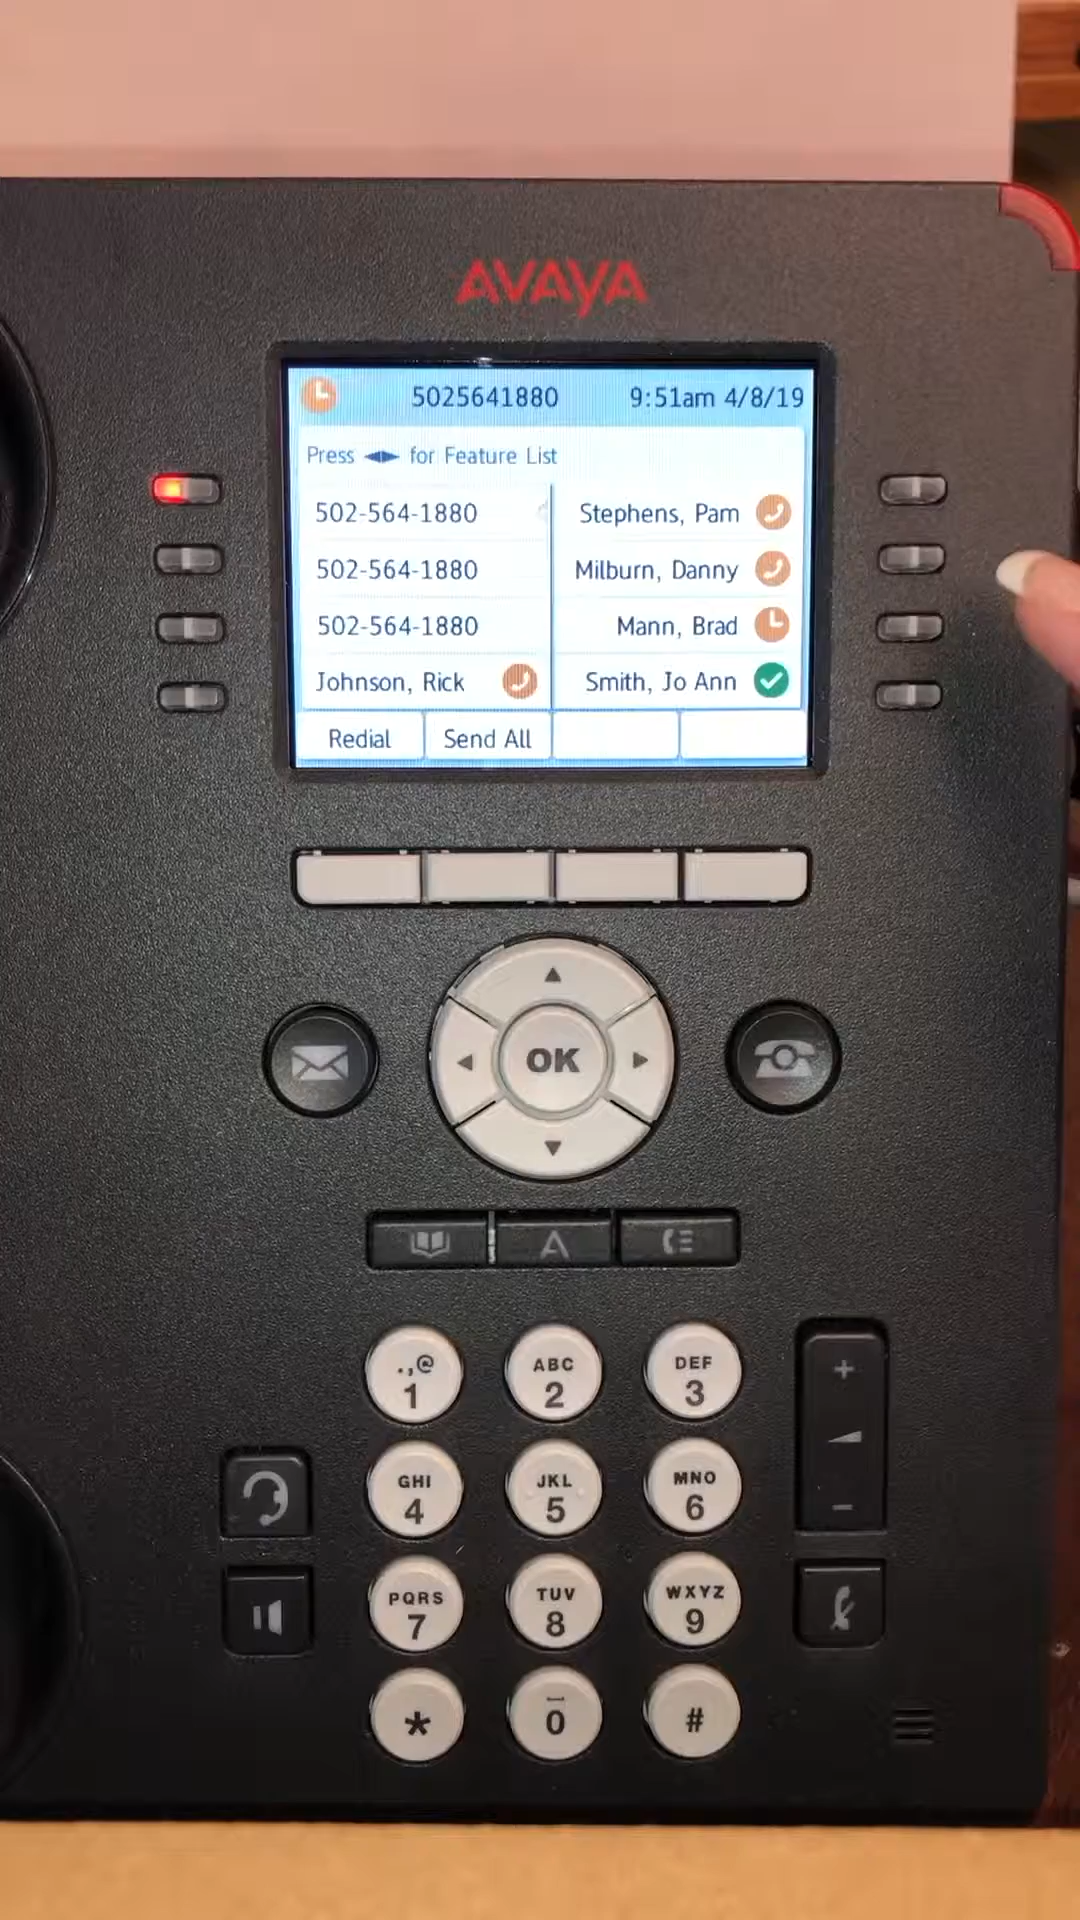 AVAYA
5025641880 9:51am 4/8/19
Press ◄► for Feature List
502-564-1880 Stephens, Pam
502-564-1880 Milburn, Danny
502-564-1880 Mann, Brad
Johnson, Rick Smith, Jo Ann
Redial Send All
OK
A
.,@ ABC DEF
1 2 3
+
GHI JKL MNO
4 5 6
-
PQRS TUV WXYZ
7 8 9
* 0 #